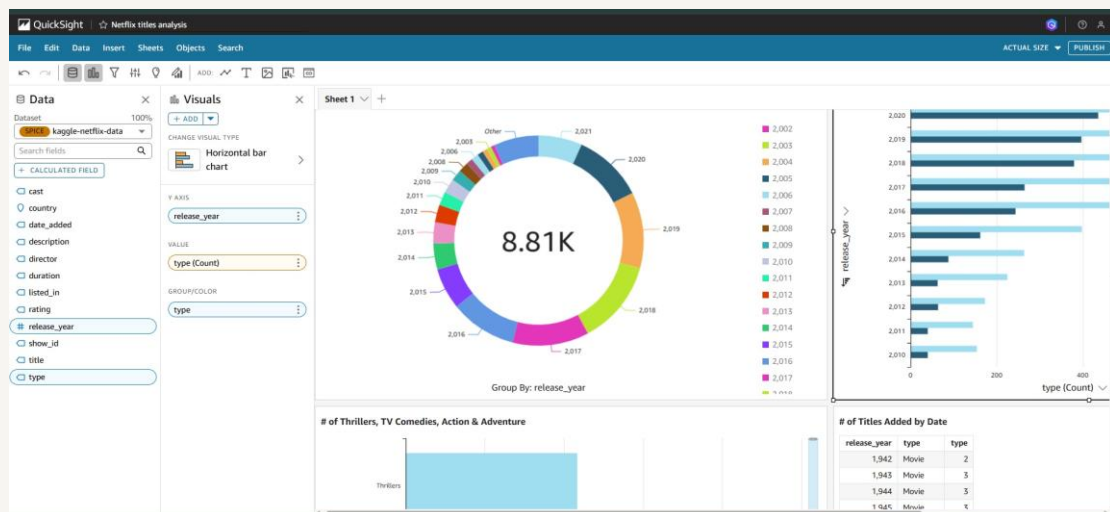 QuickSight
Netflix titles analysis
File Edit Data Insert Sheets Objects Search
ACTUAL SIZE
PUBLISH
ADD:
Data
Dataset
100%
SPICE kaggle-netflix-data
Search fields
+ CALCULATED FIELD
cast
country
date_added
description
director
duration
listed_in
rating
# release_year
show_id
title
type
Visuals
+ ADD
CHANGE VISUAL TYPE
Horizontal bar
chart
Y AXIS
release_year
VALUE
type (Count)
GROUP/COLOR
type
Sheet 1
Other
2,003
2,006
2,008
2,009
2,010
2,011
2,012
2,013
2,014
2,015
2,016
2,017
2,018
2,019
2,020
2,021
8.81K
Group By: release_year
2,002
2,003
2,004
2,005
2,006
2,007
2,008
2,009
2,010
2,011
2,012
2,013
2,014
2,015
2,016
2,017
2,018
release_year
2,020
2,019
2,018
2,017
2,016
2,015
2,014
2,013
2,012
2,011
2,010
0 200 400
type (Count)
# of Thrillers, TV Comedies, Action & Adventure
Thrillers
# of Titles Added by Date
release_year type type
1,942 Movie 2
1,943 Movie 3
1,944 Movie 3
1,945 Movie 3